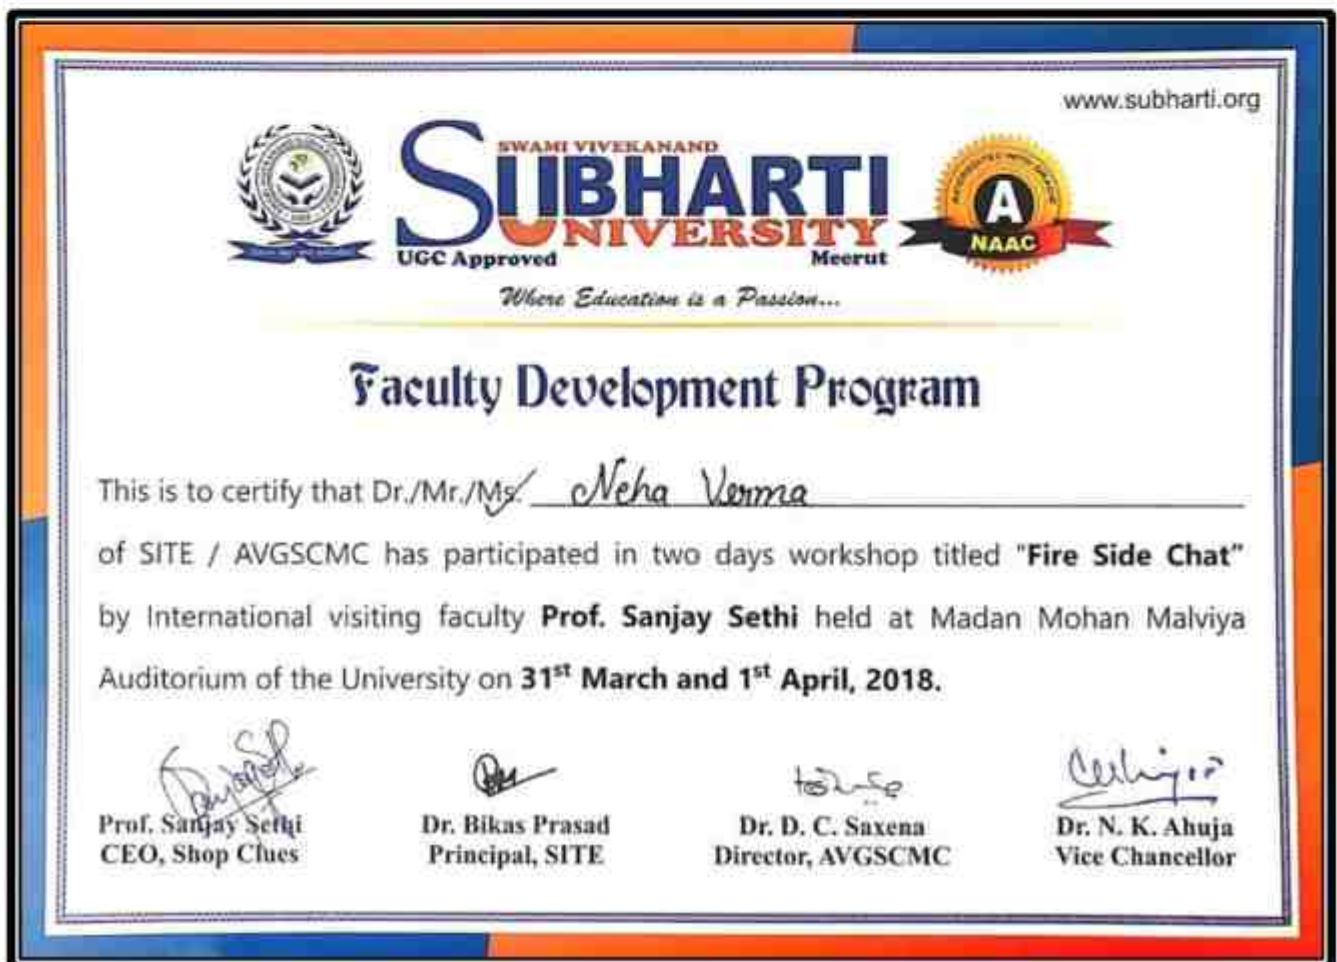 www.subharti.org
SWAMI VIVEKANAND
SUBHARTI
UNIVERSITY
UGC Approved Meerut
ACCREDITED WITH GRADE
A
NAAC
Where Education is a Passion...
Faculty Development Program
This is to certify that Dr./Mr./Ms. Neha Verma
of SITE / AVGSCMC has participated in two days workshop titled "Fire Side Chat"
by International visiting faculty Prof. Sanjay Sethi held at Madan Mohan Malviya
Auditorium of the University on 31st March and 1st April, 2018.
Prof. Sanjay Sethi Dr. Bikas Prasad Dr. D. C. Saxena Dr. N. K. Ahuja
CEO, Shop Clues Principal, SITE Director, AVGSCMC Vice Chancellor